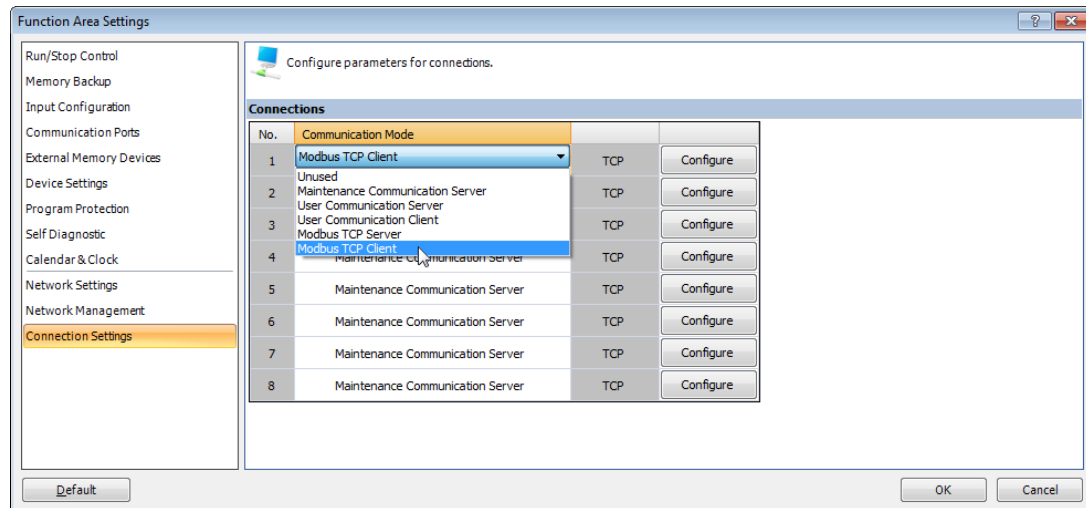 Function Area Settings
Run/Stop Control
Memory Backup
Input Configuration
Communication Ports
External Memory Devices
Device Settings
Program Protection
Self Diagnostic
Calendar & Clock
Network Settings
Network Management
Connection Settings
Configure parameters for connections.
Connections
No. Communication Mode
1 Modbus TCP Client TCP Configure
Unused
Maintenance Communication Server
2 TCP Configure
User Communication Server
User Communication Client
3 TCP Configure
Modbus TCP Server
Modbus TCP Client
4 Maintenance Communication Server TCP Configure
5 Maintenance Communication Server TCP Configure
6 Maintenance Communication Server TCP Configure
7 Maintenance Communication Server TCP Configure
8 Maintenance Communication Server TCP Configure
Default OK Cancel